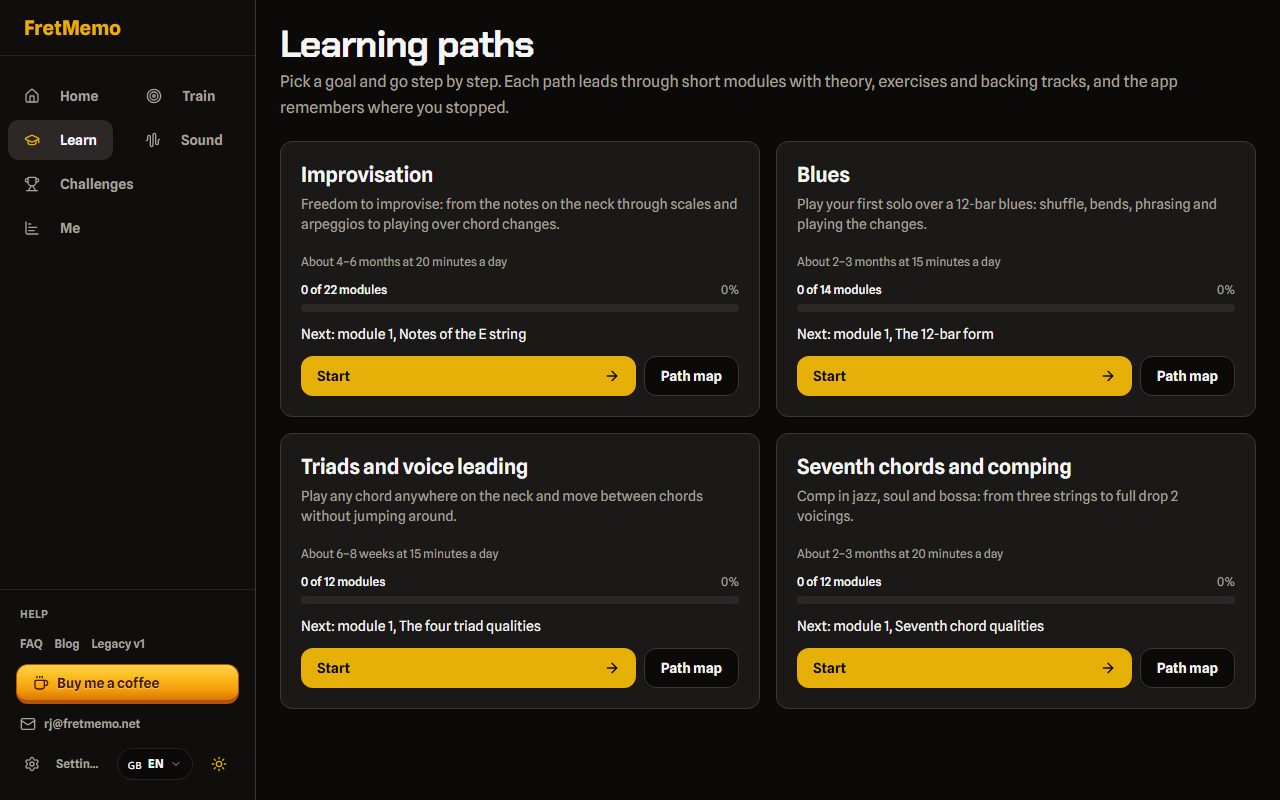 FretMemo
Home
Train
Learn
Sound
Challenges
Me
HELP
FAQ Blog Legacy v1
Buy me a coffee
rj@fretmemo.net
Settin...
GB EN
Learning paths
Pick a goal and go step by step. Each path leads through short modules with theory, exercises and backing tracks, and the app
remembers where you stopped.
Improvisation
Freedom to improvise: from the notes on the neck through scales and
arpeggios to playing over chord changes.
About 4–6 months at 20 minutes a day
0 of 22 modules 0%
Next: module 1, Notes of the E string
Start
Path map
Blues
Play your first solo over a 12-bar blues: shuffle, bends, phrasing and
playing the changes.
About 2–3 months at 15 minutes a day
0 of 14 modules 0%
Next: module 1, The 12-bar form
Start
Path map
Triads and voice leading
Play any chord anywhere on the neck and move between chords
without jumping around.
About 6–8 weeks at 15 minutes a day
0 of 12 modules 0%
Next: module 1, The four triad qualities
Start
Path map
Seventh chords and comping
Comp in jazz, soul and bossa: from three strings to full drop 2
voicings.
About 2–3 months at 20 minutes a day
0 of 12 modules 0%
Next: module 1, Seventh chord qualities
Start
Path map